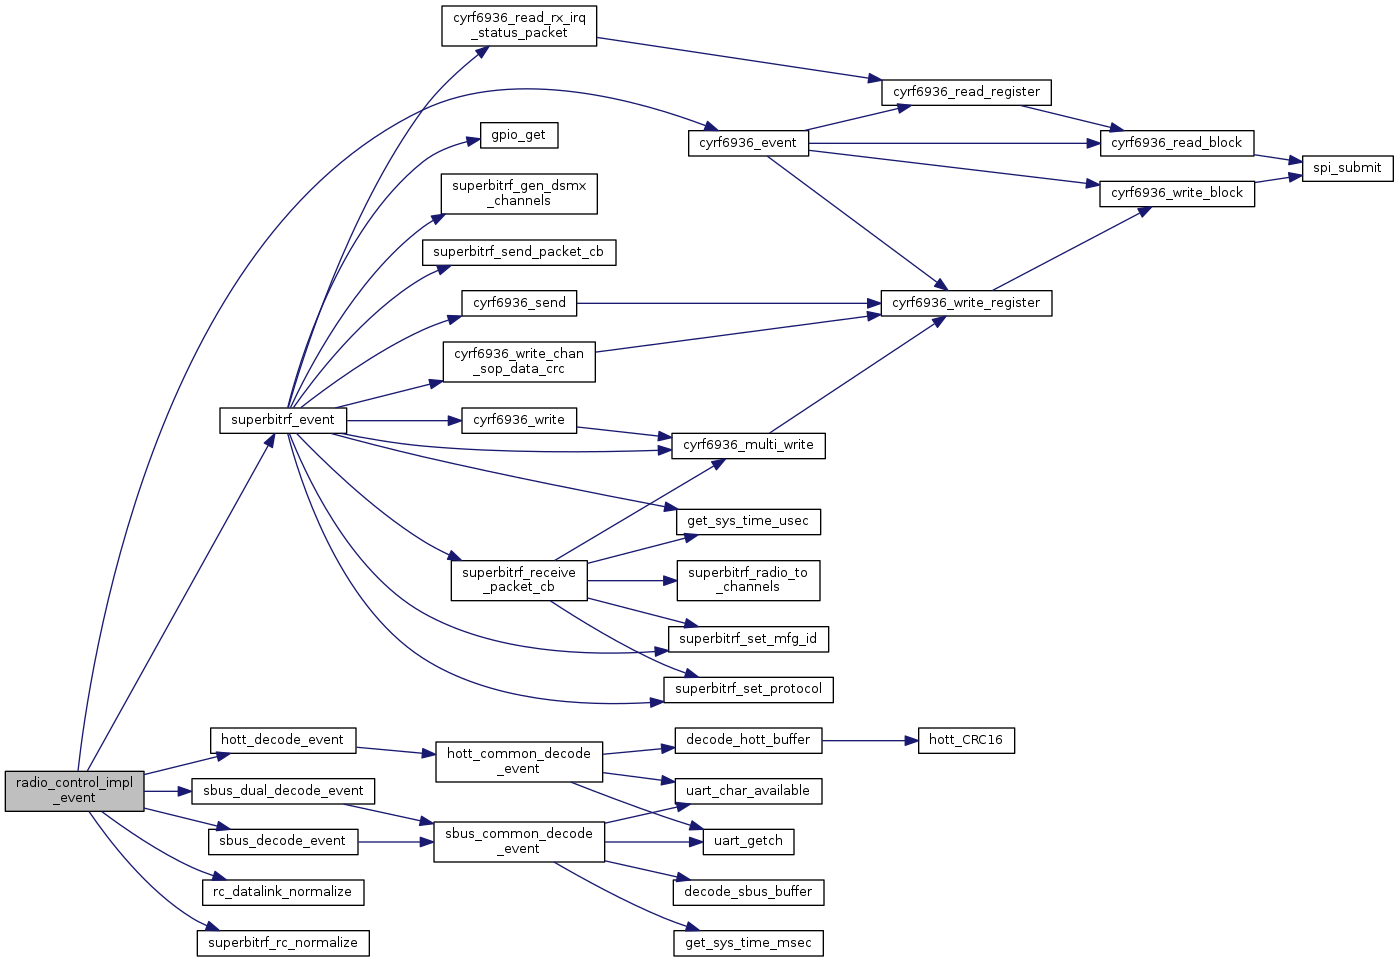 cyrf6936_read_rx_irq
_status_packet
cyrf6936_read_register
gpio_get
cyrf6936_event
cyrf6936_read_block
spi_submit
superbitrf_gen_dsmx
_channels
cyrf6936_write_block
superbitrf_send_packet_cb
cyrf6936_send
cyrf6936_write_register
cyrf6936_write_chan
_sop_data_crc
superbitrf_event
cyrf6936_write
cyrf6936_multi_write
get_sys_time_usec
superbitrf_receive
_packet_cb
superbitrf_radio_to
_channels
superbitrf_set_mfg_id
superbitrf_set_protocol
hott_decode_event
decode_hott_buffer
hott_CRC16
hott_common_decode
_event
radio_control_impl
_event
sbus_dual_decode_event
uart_char_available
sbus_decode_event
sbus_common_decode
_event
uart_getch
rc_datalink_normalize
decode_sbus_buffer
superbitrf_rc_normalize
get_sys_time_msec